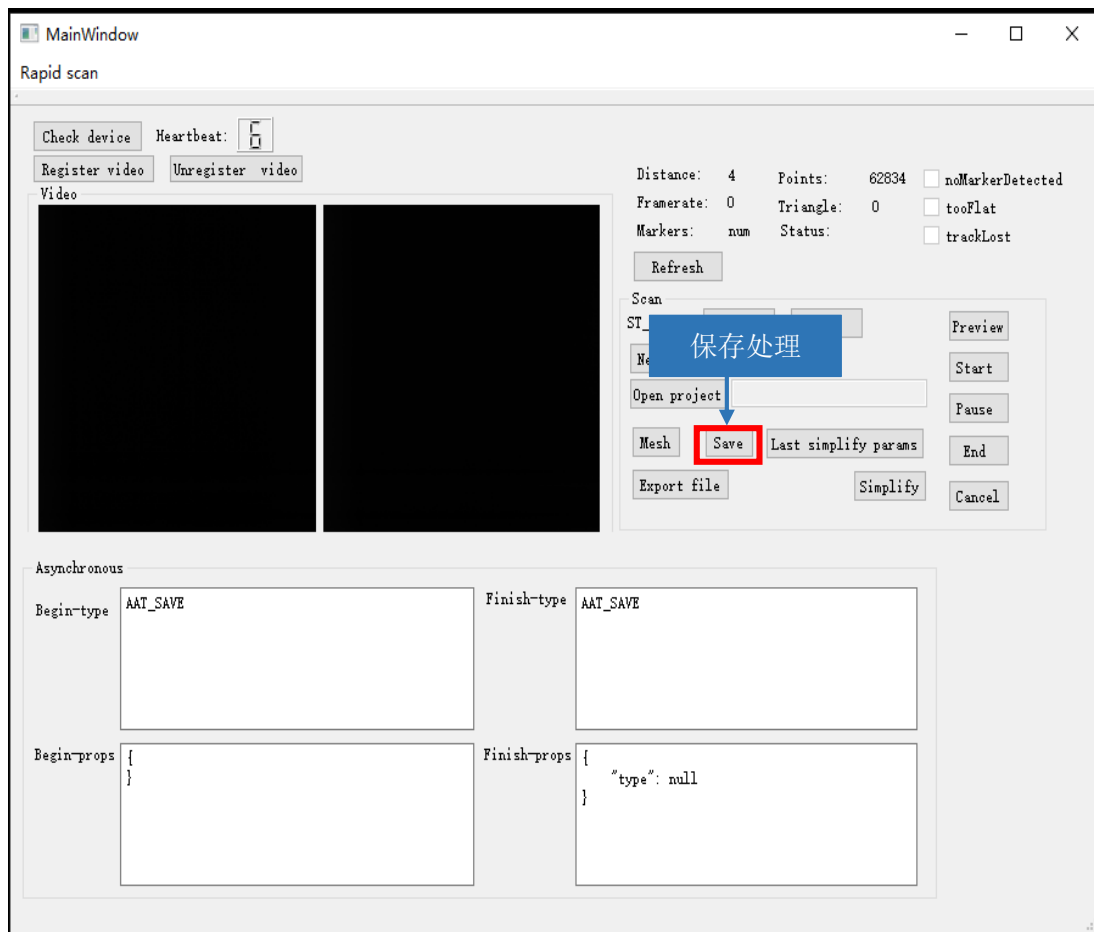 MainWindow
Rapid scan
Check device Heartbeat: 6
Register video Unregister video
Video
Distance: 4 Points: 62834 noMarkerDetected
Framerate: 0 Triangle: 0 tooFlat
Markers: num Status: trackLost
Refresh
Scan
ST_ Preview
保存处理
Ne Start
Open project Pause
Mesh Save Last simplify params End
Export file Simplify Cancel
Asynchronous
Begin-type AAT_SAVE Finish-type AAT_SAVE
Begin-props { Finish-props {
} "type": null
}